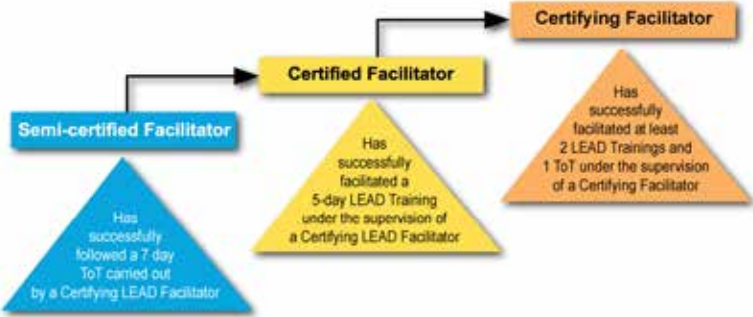 Certifying Facilitator
Certified Facilitator
Semi-certified Facilitator
Has
successfully
facilitated at least
2 LEAD Trainings and
1 ToT under the supervision
of a Certifying Facilitator
Has
successfully
facilitated a
5-day LEAD Training
under the supervision of
a Certifying LEAD Facilitator
Has
successfully
followed a 7 day
ToT carried out
by a Certifying LEAD Facilitator